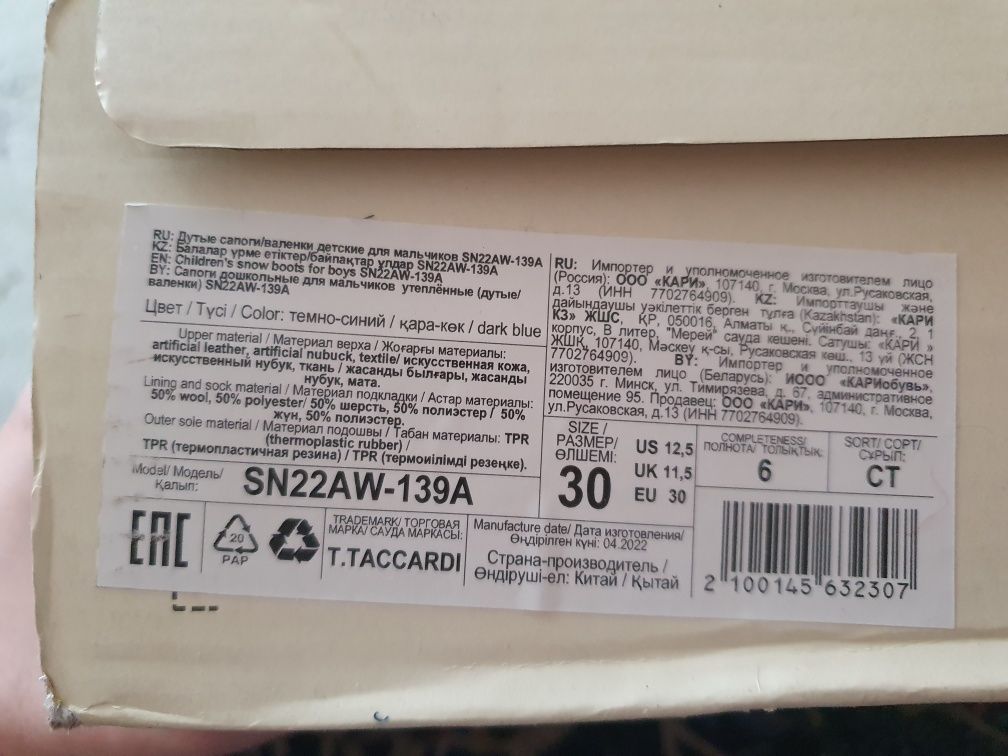 RU: Дутые сапоги/валенки детские для мальчиков SN22AW-139A
KZ: Балалар үрме етіктер/байпақтар ұлдар SN22AW-139A
EN: Children's snow boots for boys SN22AW-139A
BY: Сапоги дошкольные для мальчиков утеплённые (дутые/
валенки) SN22AW-139A
Цвет / Түсі / Color: темно-синий / қара-көк / dark blue
Upper material / Материал верха / Жоғарғы материалы:
artificial leather, artificial nubuck, textile/ искусственная кожа,
искусственный нубук, ткань / жасанды былғары, жасанды
нубук, мата.
Lining and sock material / Материал подкладки / Астар материалы:
50% wool, 50% polyester/ 50% шерсть, 50% полиэстер / 50%
жүн, 50% полиэстер.
Outer sole material / Материал подошвы / Табан материалы: TPR
(thermoplastic rubber) /
TPR (термопластичная резина) / TPR (термоиілімді резеңке).
Model/ Модель/
Қалып:
SN22AW-139A
EAC
20
PAP
TRADEMARK/ ТОРГОВАЯ
МАРКА/ САУДА МАРКАСЫ:
T.TACCARDI
Manufacture date/ Дата изготовления/
Өңдірілген күні: 04.2022
Страна-производитель /
Өндіруші-ел: Китай / Қытай
RU: Импортер и уполномоченное изготовителем лицо
(Россия): ООО «КАРИ», 107140, г. Москва, ул.Русаковская,
д.13 (ИНН 7702764909). KZ: Импорттаушы және
дайындаушы уәкілеттік берген тұлға (Kazakhstan): «КАРИ
КЗ» ЖШС, КР, 050016, Алматы қ., Сүйінбай даңғ, 2, 1
корпус, В литер, "Мерей" сауда кешені. Сатушы: «КАРИ »
ЖШҚ, 107140, Мәскеу қ-сы, Русаковская көш., 13 үй (ЖСН
7702764909). BY: Импортер и уполномоченное
изготовителем лицо (Беларусь): ИООО «КАРИобувь»,
220035 г. Минск, ул. Тимирязева, д. 67, административное
помещение 95. Продавец: ООО «КАРИ», 107140, г. Москва,
ул.Русаковская, д.13 (ИНН 7702764909).
SIZE /
РАЗМЕР/
ӨЛШЕМІ:
30
US 12,5
UK 11,5
EU 30
COMPLETENESS/
ПОЛНОТА/ ТОЛЫҚТЫҚ:
6
SORT/ СОРТ/
СҰРЫП:
СТ
2 100145 632307